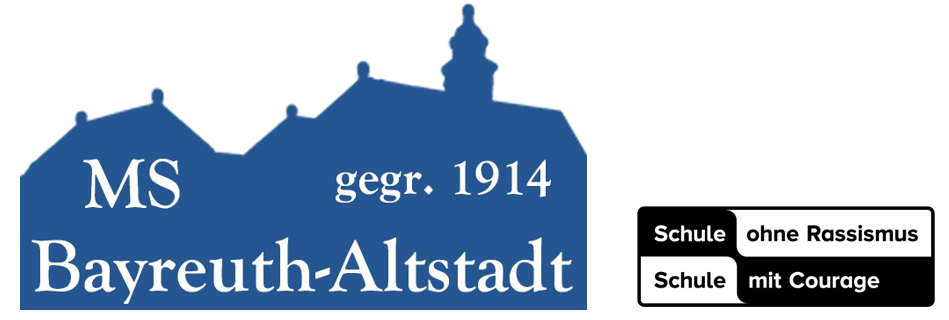 MS gegr. 1914
Bayreuth-Altstadt
Schule ohne Rassismus
Schule mit Courage